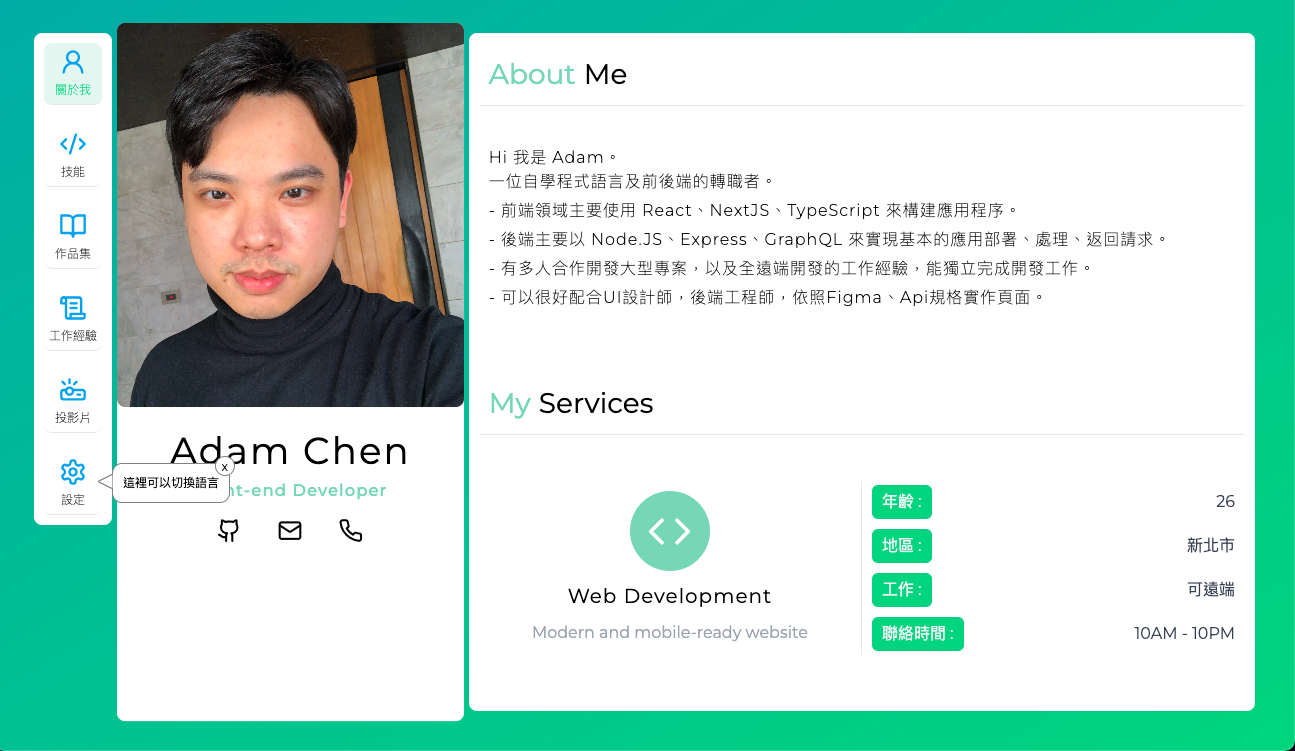 關於我
技能
作品集
工作經驗
投影片
設定
這裡可以切換語言
x
Adam Chen
nt-end Developer
About Me
Hi 我是 Adam。
一位自學程式語言及前後端的轉職者。
- 前端領域主要使用 React、NextJS、TypeScript 來構建應用程序。
- 後端主要以 Node.JS、Express、GraphQL 來實現基本的應用部署、處理、返回請求。
- 有多人合作開發大型專案，以及全遠端開發的工作經驗，能獨立完成開發工作。
- 可以很好配合UI設計師，後端工程師，依照Figma、Api規格實作頁面。
My Services
Web Development
Modern and mobile-ready website
年齡 : 26
地區 : 新北市
工作 : 可遠端
聯絡時間 : 10AM - 10PM